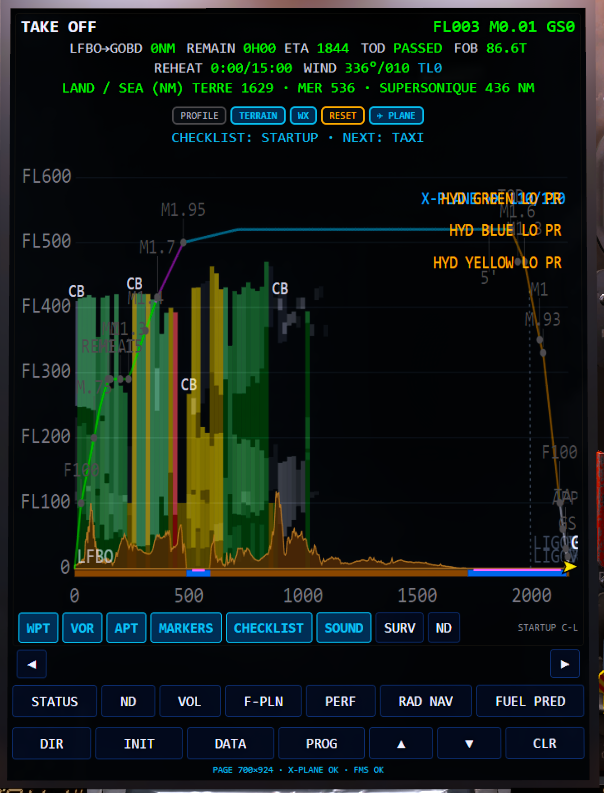 TAKE OFF FL003 M0.01 GS0
LFBO→GOBD 0NM REMAIN 0H00 ETA 1844 TOD PASSED FOB 86.6T
REHEAT 0:00/15:00 WIND 336°/010 TL0
LAND / SEA (NM) TERRE 1629 · MER 536 · SUPERSONIQUE 436 NM
PROFILE TERRAIN WX RESET ✈ PLANE
CHECKLIST: STARTUP · NEXT: TAXI
FL600
HYD GREEN LO PR
M1.95
M1.6
HYD BLUE LO PR
FL500
M1.7
HYD YELLOW LO PR
5'
CB
CB
CB
M1
FL400
M.93
REHEAT
FL300
CB
FL200
F100
FL100
GS
LFBO
0
0 500 1000 1500 2000
WPT VOR APT MARKERS CHECKLIST SOUND SURV ND STARTUP C-L
◀ ▶
STATUS ND VOL F-PLN PERF RAD NAV FUEL PRED
DIR INIT DATA PROG ▲ ▼ CLR
PAGE 700×924 · X-PLANE OK · FMS OK